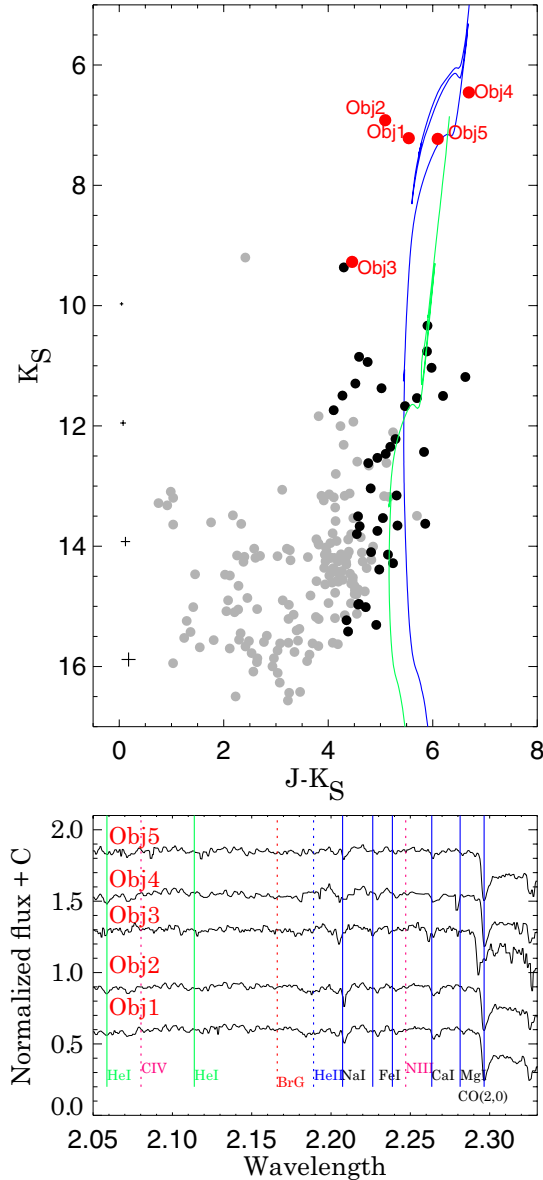 6
8
10
12
14
16
K_S
Obj4
Obj2
Obj1
Obj5
Obj3
0
2
4
6
8
J-K_S
2.0
1.5
1.0
0.5
0.0
Normalized flux + C
Obj5
Obj4
Obj3
Obj2
Obj1
HeI
CIV
HeI
BrG
HeII
NaI
FeI
NIII
CaI
MgI
CO(2,0)
2.05
2.10
2.15
2.20
2.25
2.30
Wavelength